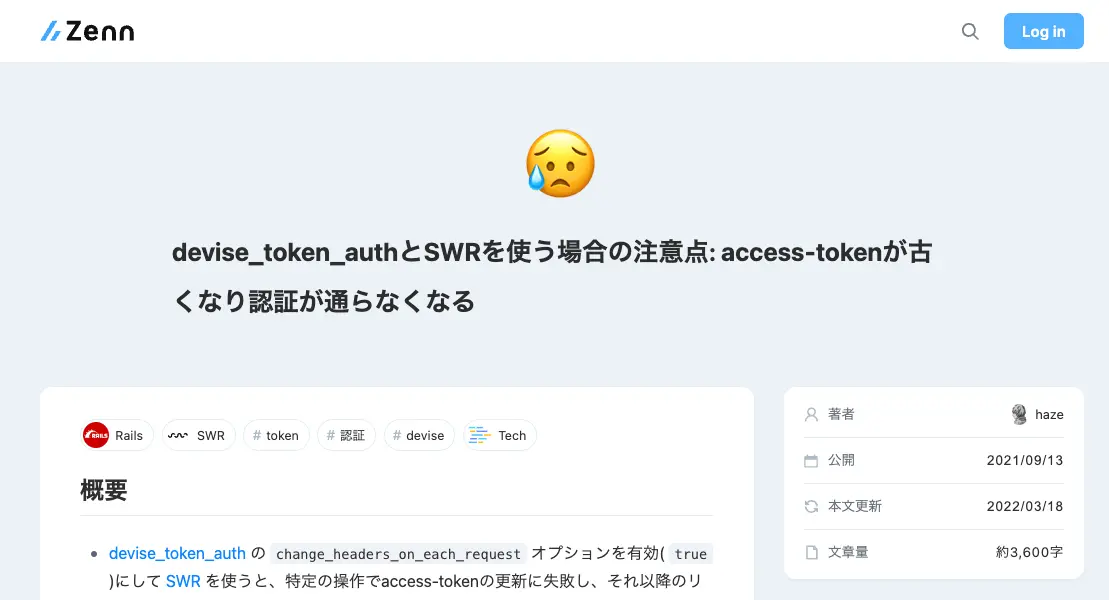 Zenn
Log in
devise_token_authとSWRを使う場合の注意点: access-tokenが古
くなり認証が通らなくなる
Rails
SWR
# token
# 認証
# devise
Tech
概要
devise_token_auth の change_headers_on_each_request オプションを有効( true
)にして SWR を使うと、特定の操作でaccess-tokenの更新に失敗し、それ以降のリ
著者 haze
公開 2021/09/13
本文更新 2022/03/18
文章量 約3,600字